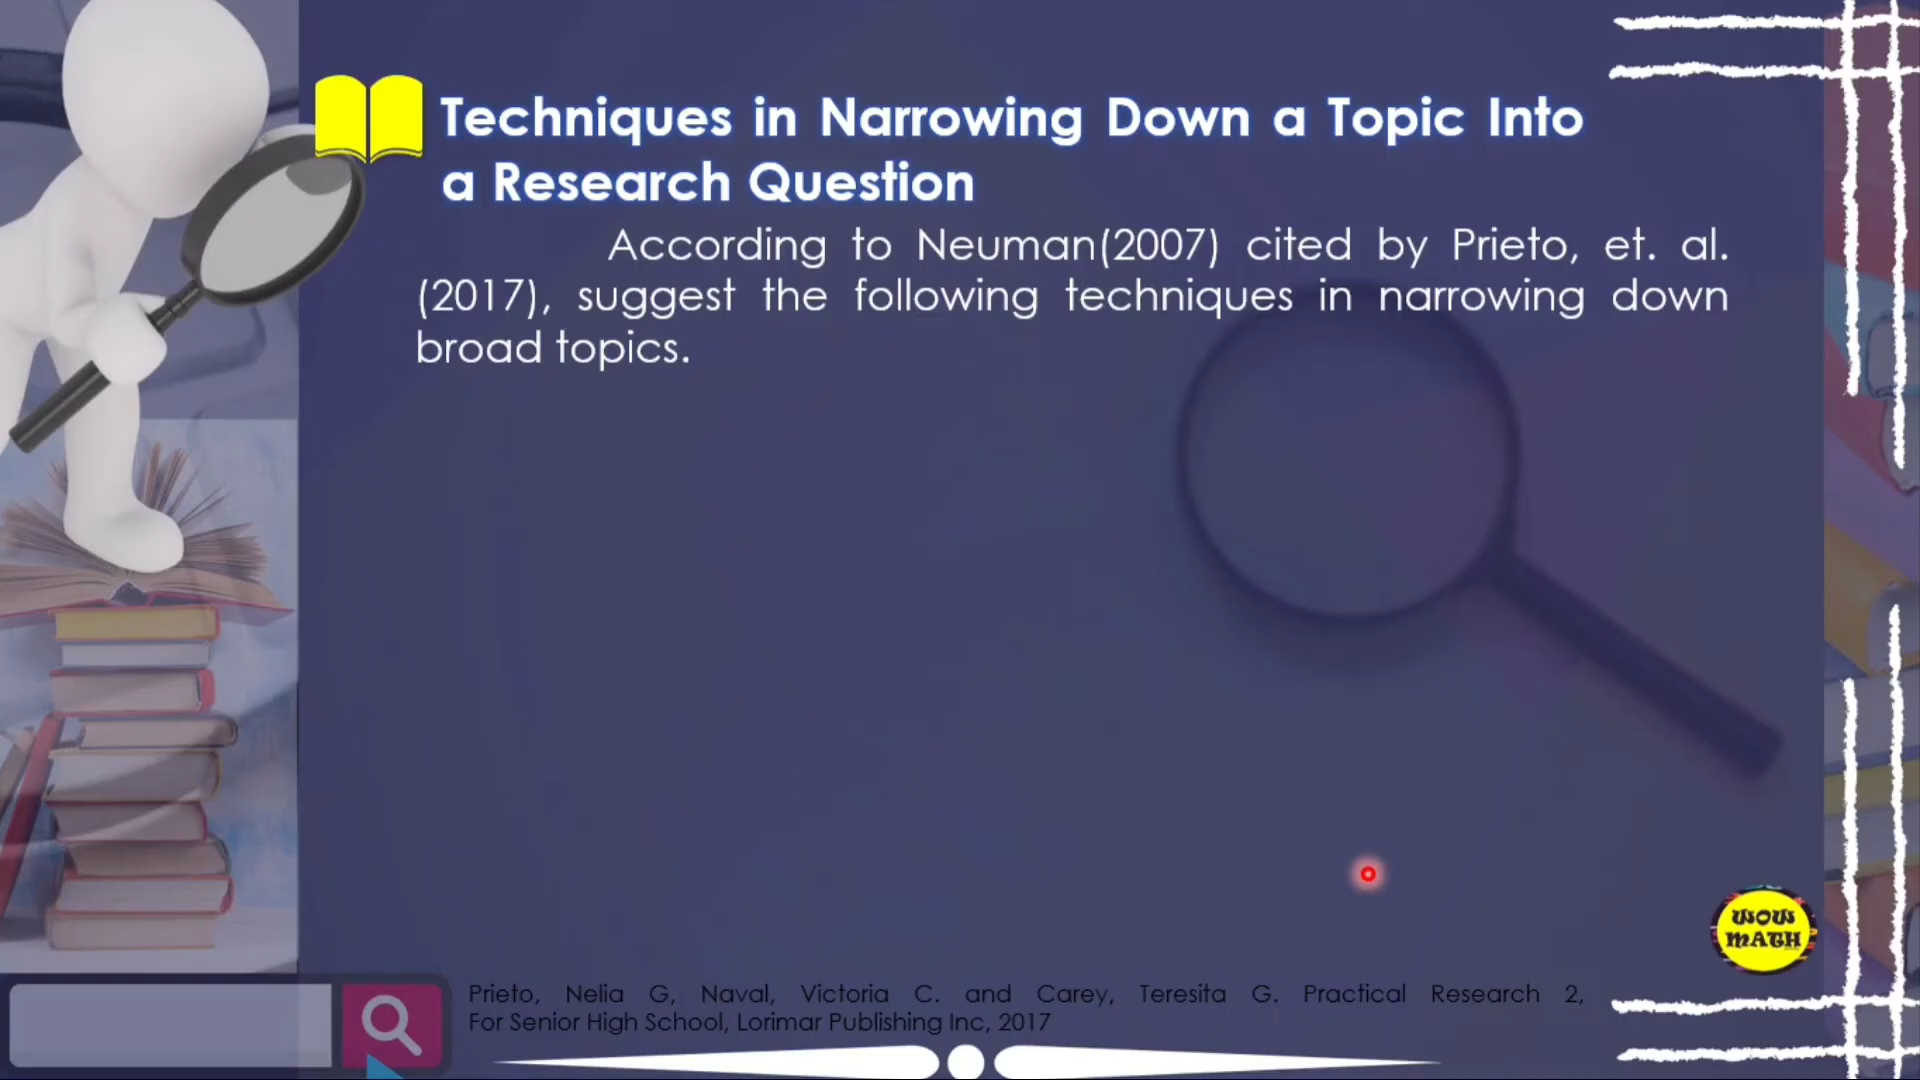 Techniques in Narrowing Down a Topic Into
a Research Question
According to Neuman(2007) cited by Prieto, et. al.
(2017), suggest the following techniques in narrowing down
broad topics.
WOW
MATH
Prieto, Nelia G, Naval, Victoria C. and Carey, Teresita G. Practical Research 2,
For Senior High School, Lorimar Publishing Inc, 2017